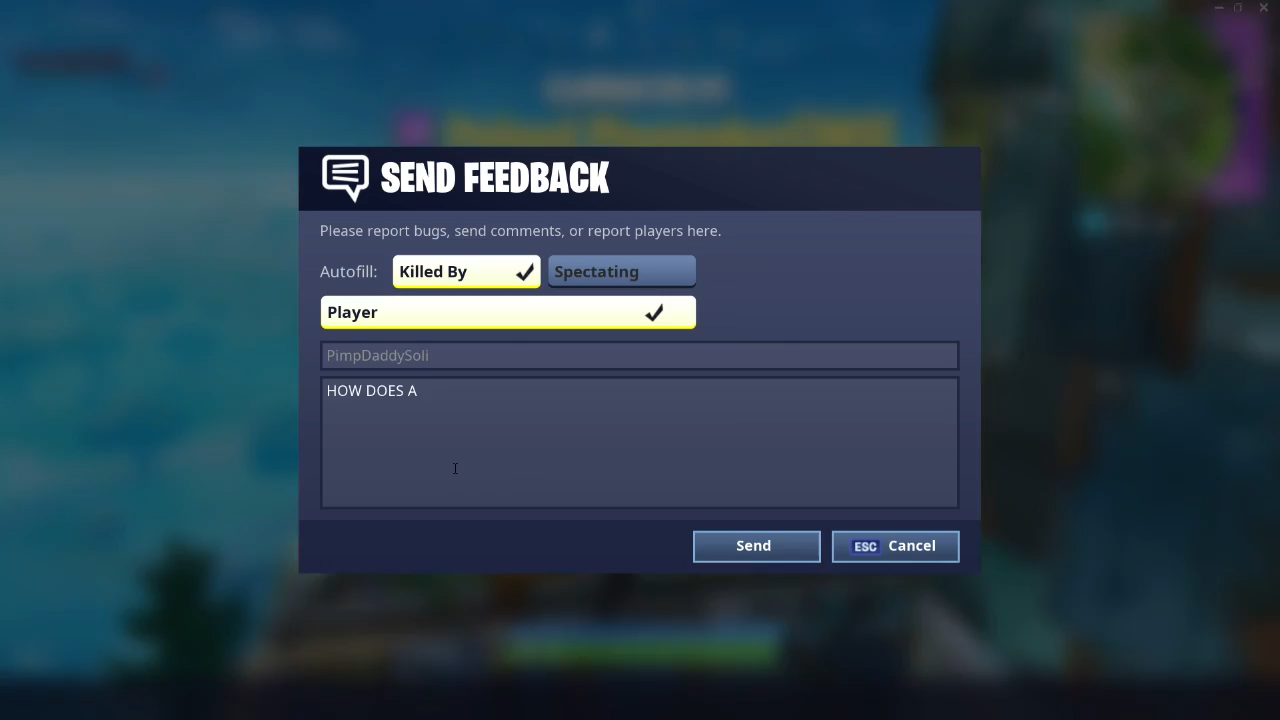 SEND FEEDBACK
Please report bugs, send comments, or report players here.
Autofill: Killed By Spectating
Player
PimpDaddySoli
HOW DOES A
Send ESC Cancel